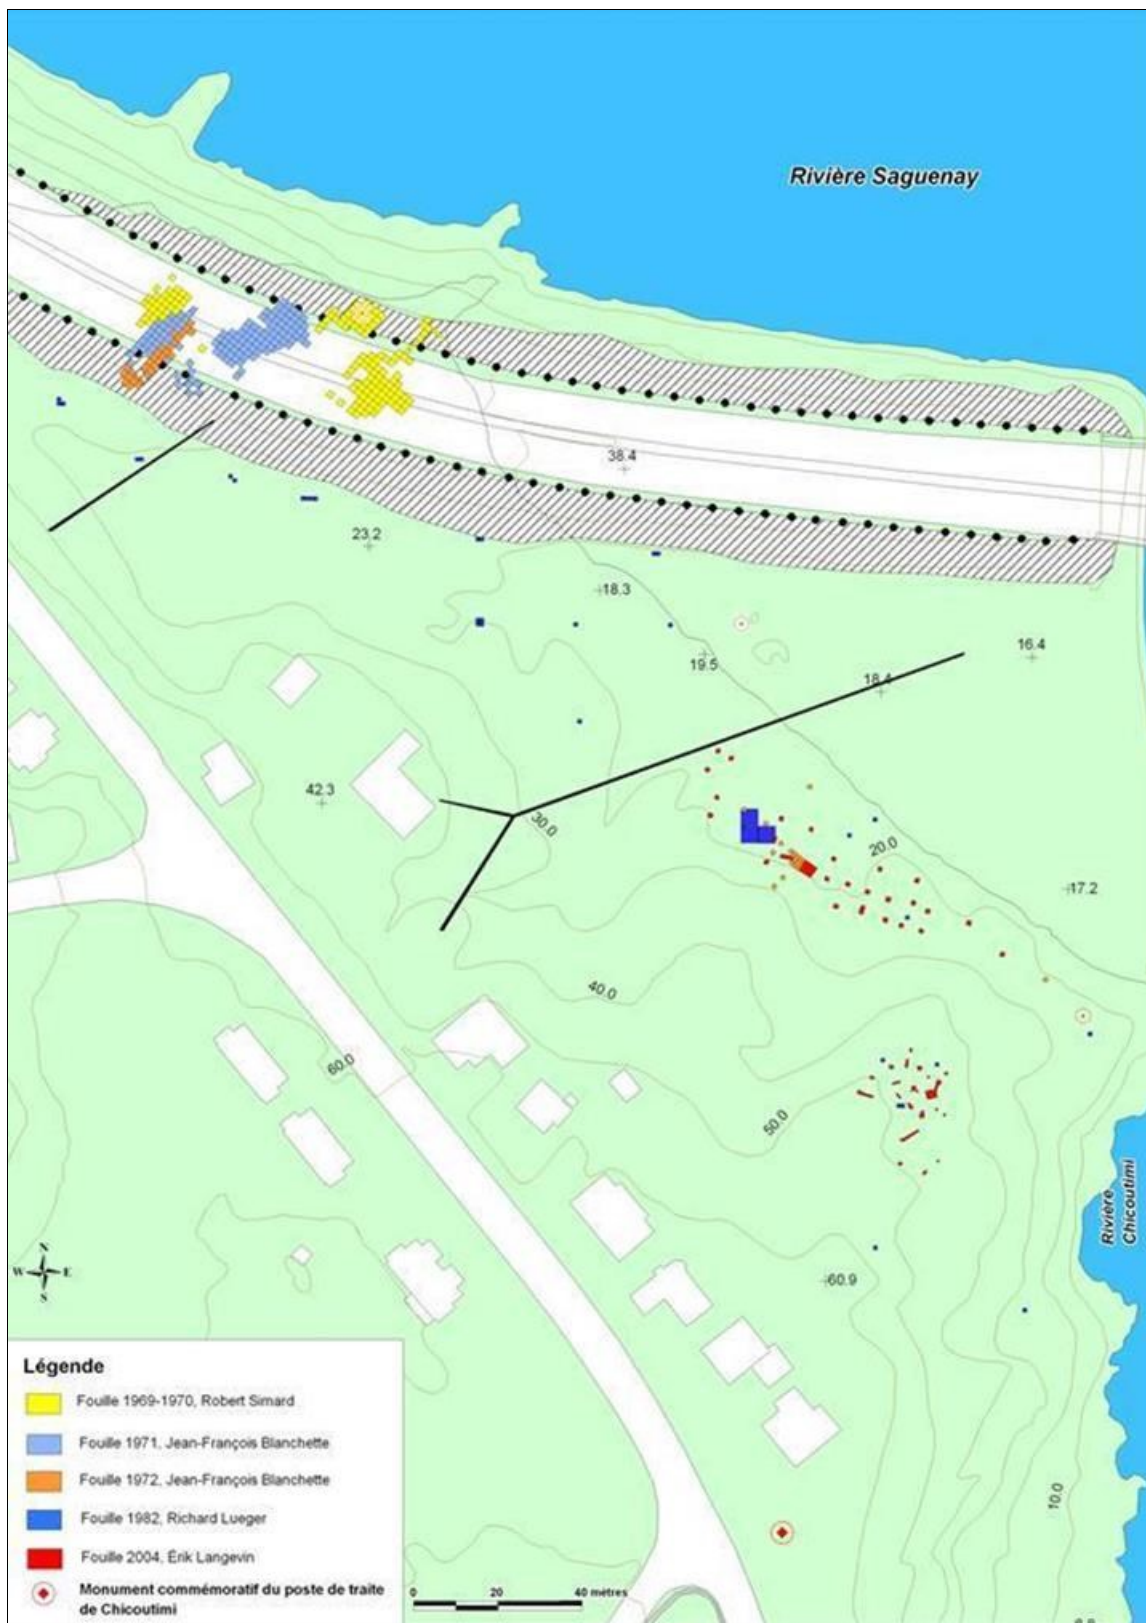 Rivière Saguenay
38.4
23.2
18.3
19.5
16.4
18.4
42.3
30.0
20.0
17.2
40.0
60.0
50.0
Rivière
Chicoutimi
60.9
10.0
N
W E
S
Légende
Fouille 1969-1970, Robert Simard
Fouille 1971, Jean-François Blanchette
Fouille 1972, Jean-François Blanchette
Fouille 1982, Richard Lueger
Fouille 2004, Érik Langevin
Monument commémoratif du poste de traite
de Chicoutimi
0 20 40 mètres